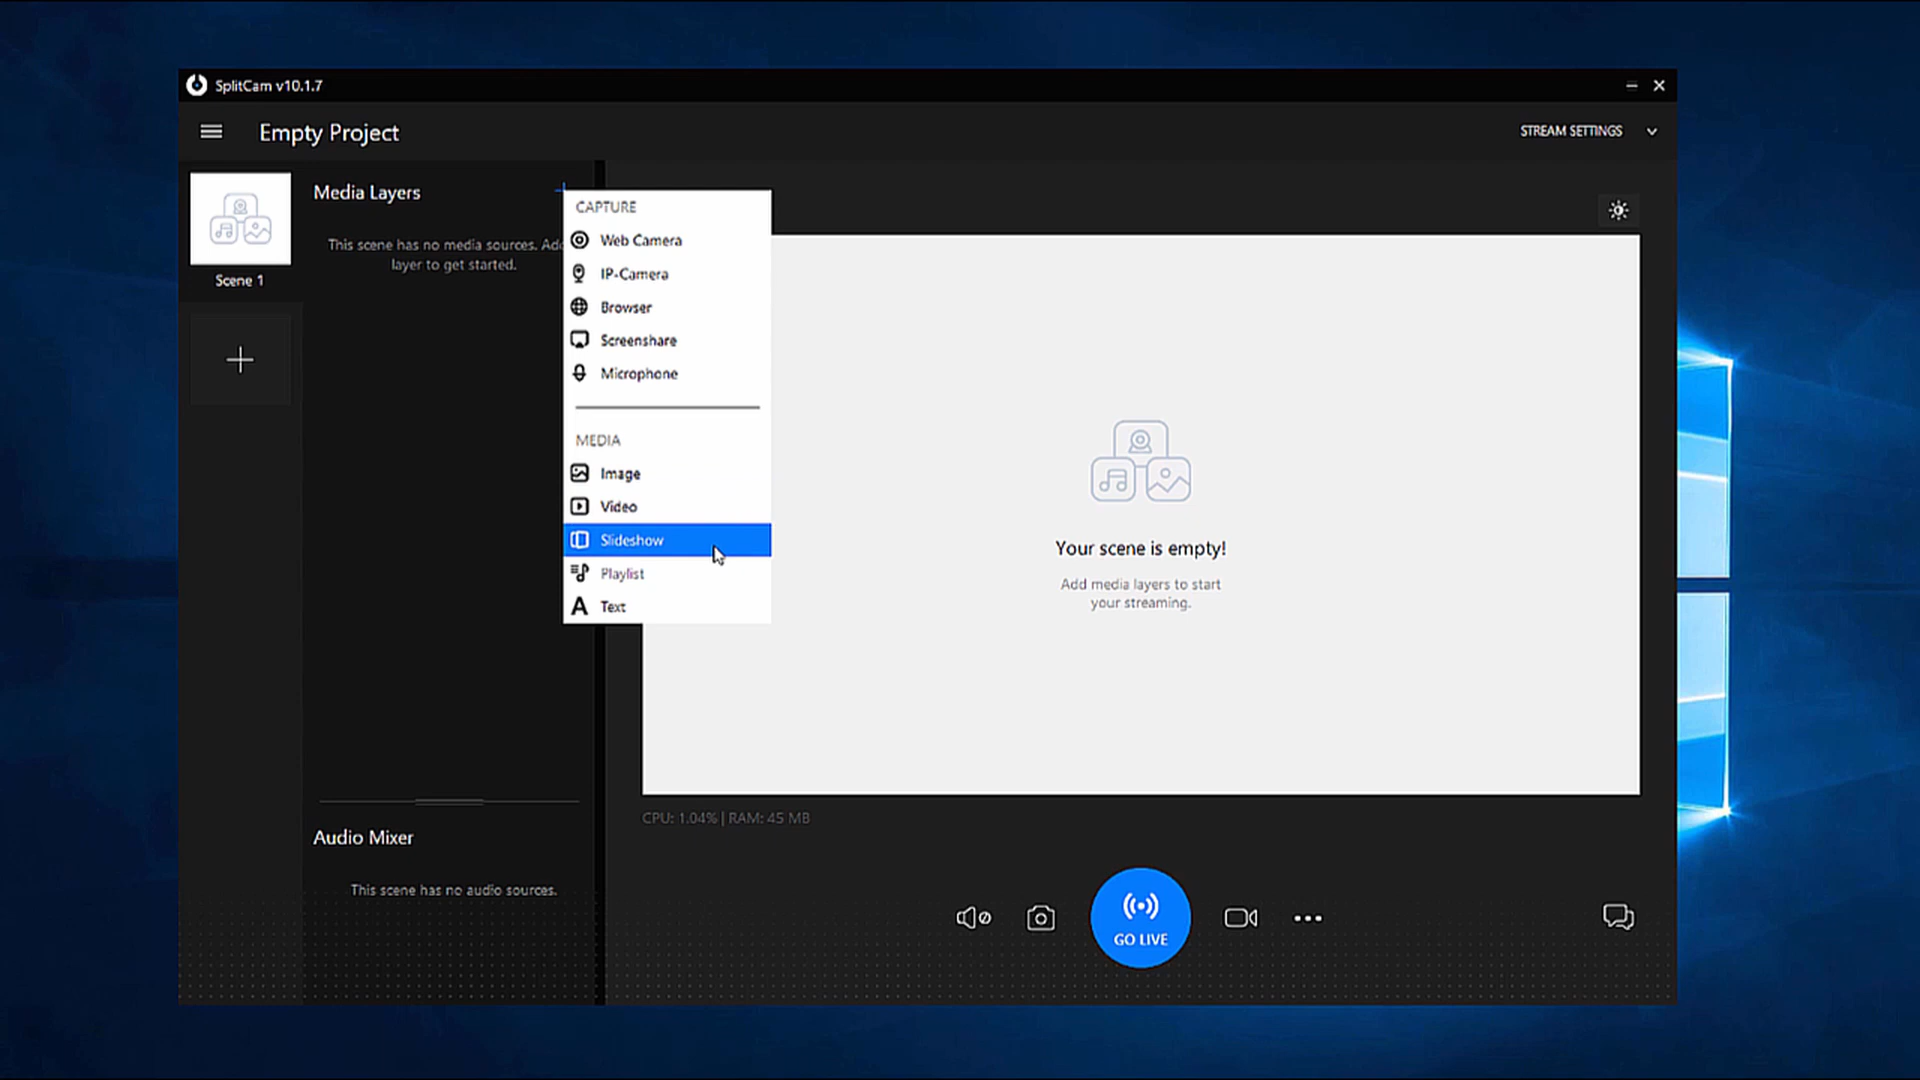 SplitCam v10.1.7
Empty Project
STREAM SETTINGS
Scene 1
Media Layers
This scene has no media sources. Add
layer to get started.
CAPTURE
Web Camera
IP-Camera
Browser
Screenshare
Microphone
MEDIA
Image
Video
Slideshow
Playlist
Text
Your scene is empty!
Add media layers to start
your streaming.
CPU: 1.04% | RAM: 45 MB
Audio Mixer
This scene has no audio sources.
GO LIVE